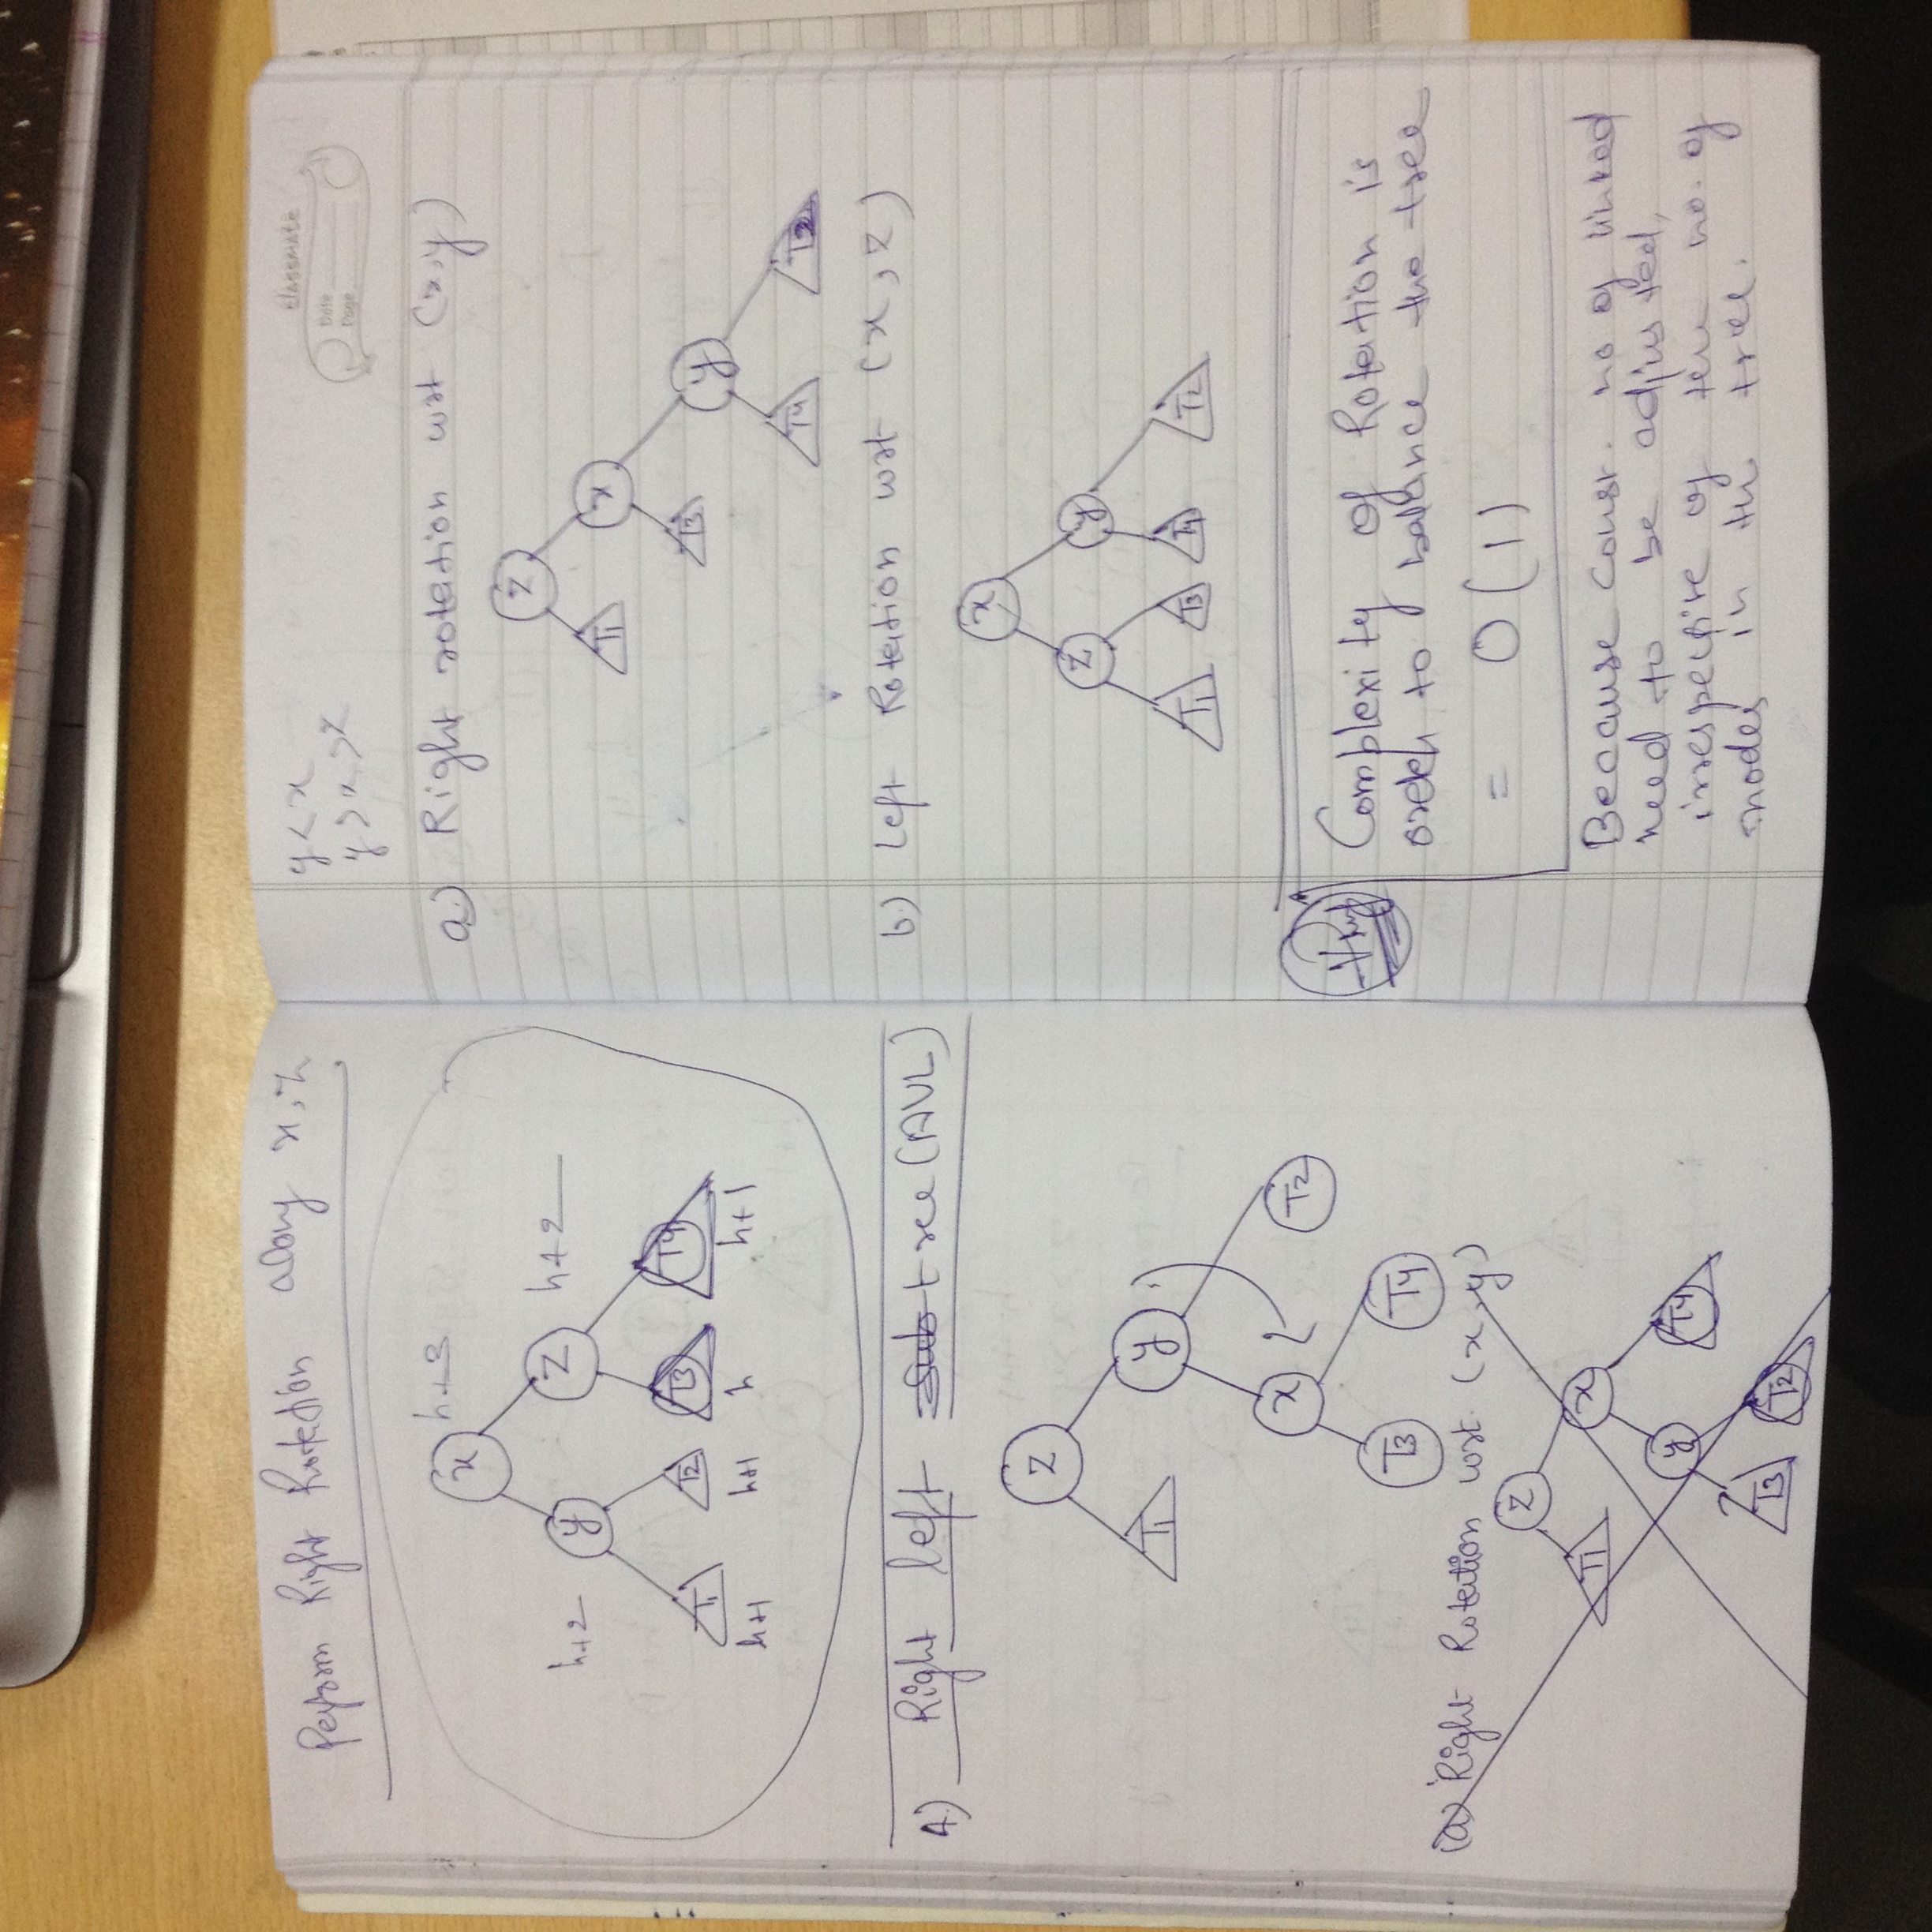 Perform Right Rotation along x,z
x h+3
h+2 y z h+2
T1 T2 T3 T4
h+1 h+1 h h+1
4) Right left tree (AVL)
z
T1 y
x T2
T3 T4
(a) Right Rotation wrt. (x,y)
z
T1 x
y T4
T3 T2
classmate
Date
Page
y < x
y > x > z
a) Right rotation wrt (x,y)
z
T1 x
T3 y
T4 T2
b.) Left Rotation wrt (x, z)
x
z y
T1 T3 T4 T2
Complexity of Rotation is
order to balance the tree
= O(1)
Because const. no of linked
need to be adjusted,
irrespective of the no. of
nodes in the tree.